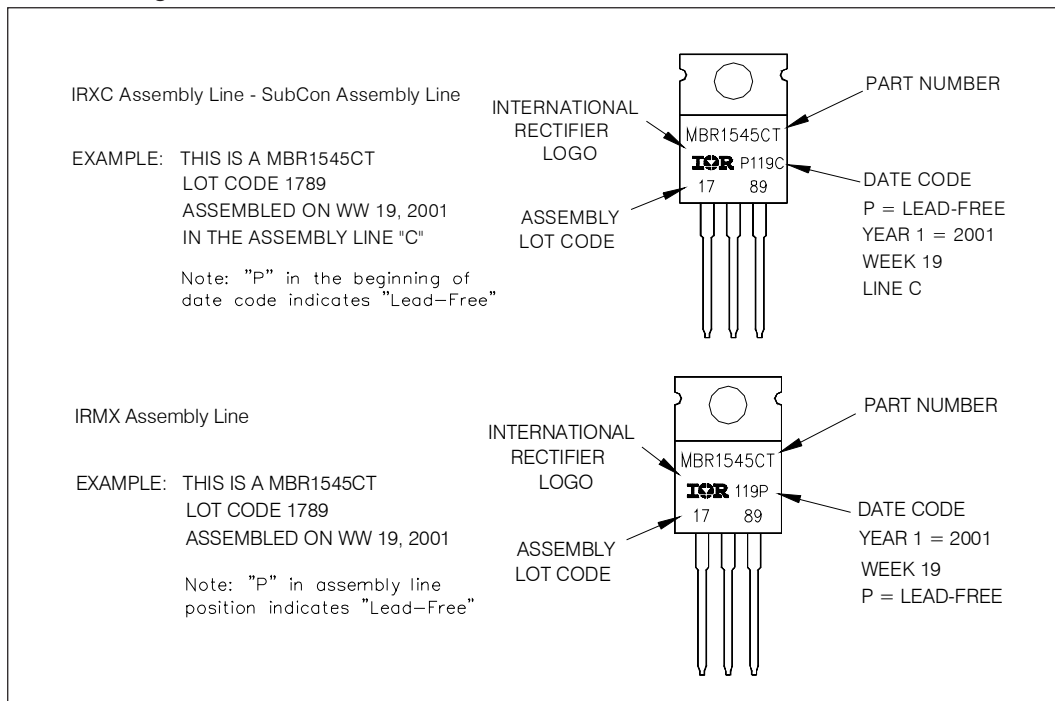 IRXC Assembly Line - SubCon Assembly Line
EXAMPLE: THIS IS A MBR1545CT
LOT CODE 1789
ASSEMBLED ON WW 19, 2001
IN THE ASSEMBLY LINE "C"
Note: "P" in the beginning of
date code indicates "Lead-Free"
INTERNATIONAL
RECTIFIER
LOGO
ASSEMBLY
LOT CODE
MBR1545CT
IOR P119C
17 89
PART NUMBER
DATE CODE
P = LEAD-FREE
YEAR 1 = 2001
WEEK 19
LINE C
IRMX Assembly Line
EXAMPLE: THIS IS A MBR1545CT
LOT CODE 1789
ASSEMBLED ON WW 19, 2001
Note: "P" in assembly line
position indicates "Lead-Free"
INTERNATIONAL
RECTIFIER
LOGO
ASSEMBLY
LOT CODE
MBR1545CT
IOR 119P
17 89
PART NUMBER
DATE CODE
YEAR 1 = 2001
WEEK 19
P = LEAD-FREE